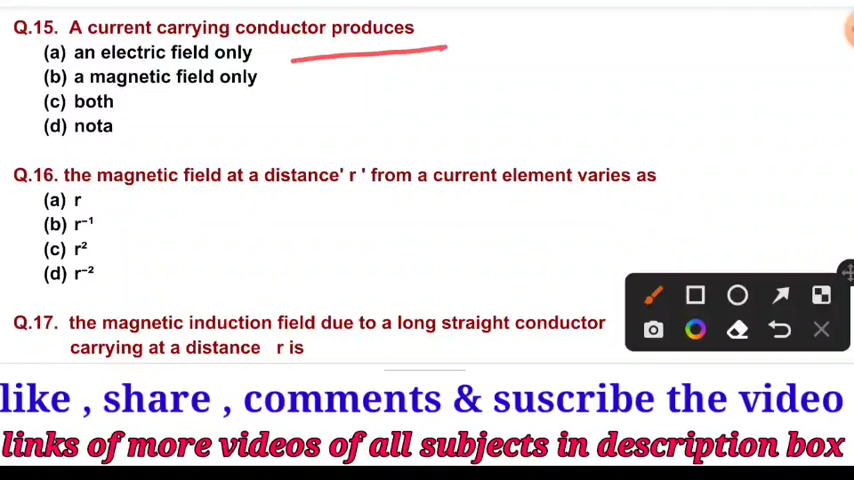 Q.15. A current carrying conductor produces
(a) an electric field only
(b) a magnetic field only
(c) both
(d) nota
Q.16. the magnetic field at a distance' r ' from a current element varies as
(a) r
(b) r⁻¹
(c) r²
(d) r⁻²
Q.17. the magnetic induction field due to a long straight conductor
carrying at a distance r is
like , share , comments & suscribe the video
links of more videos of all subjects in description box